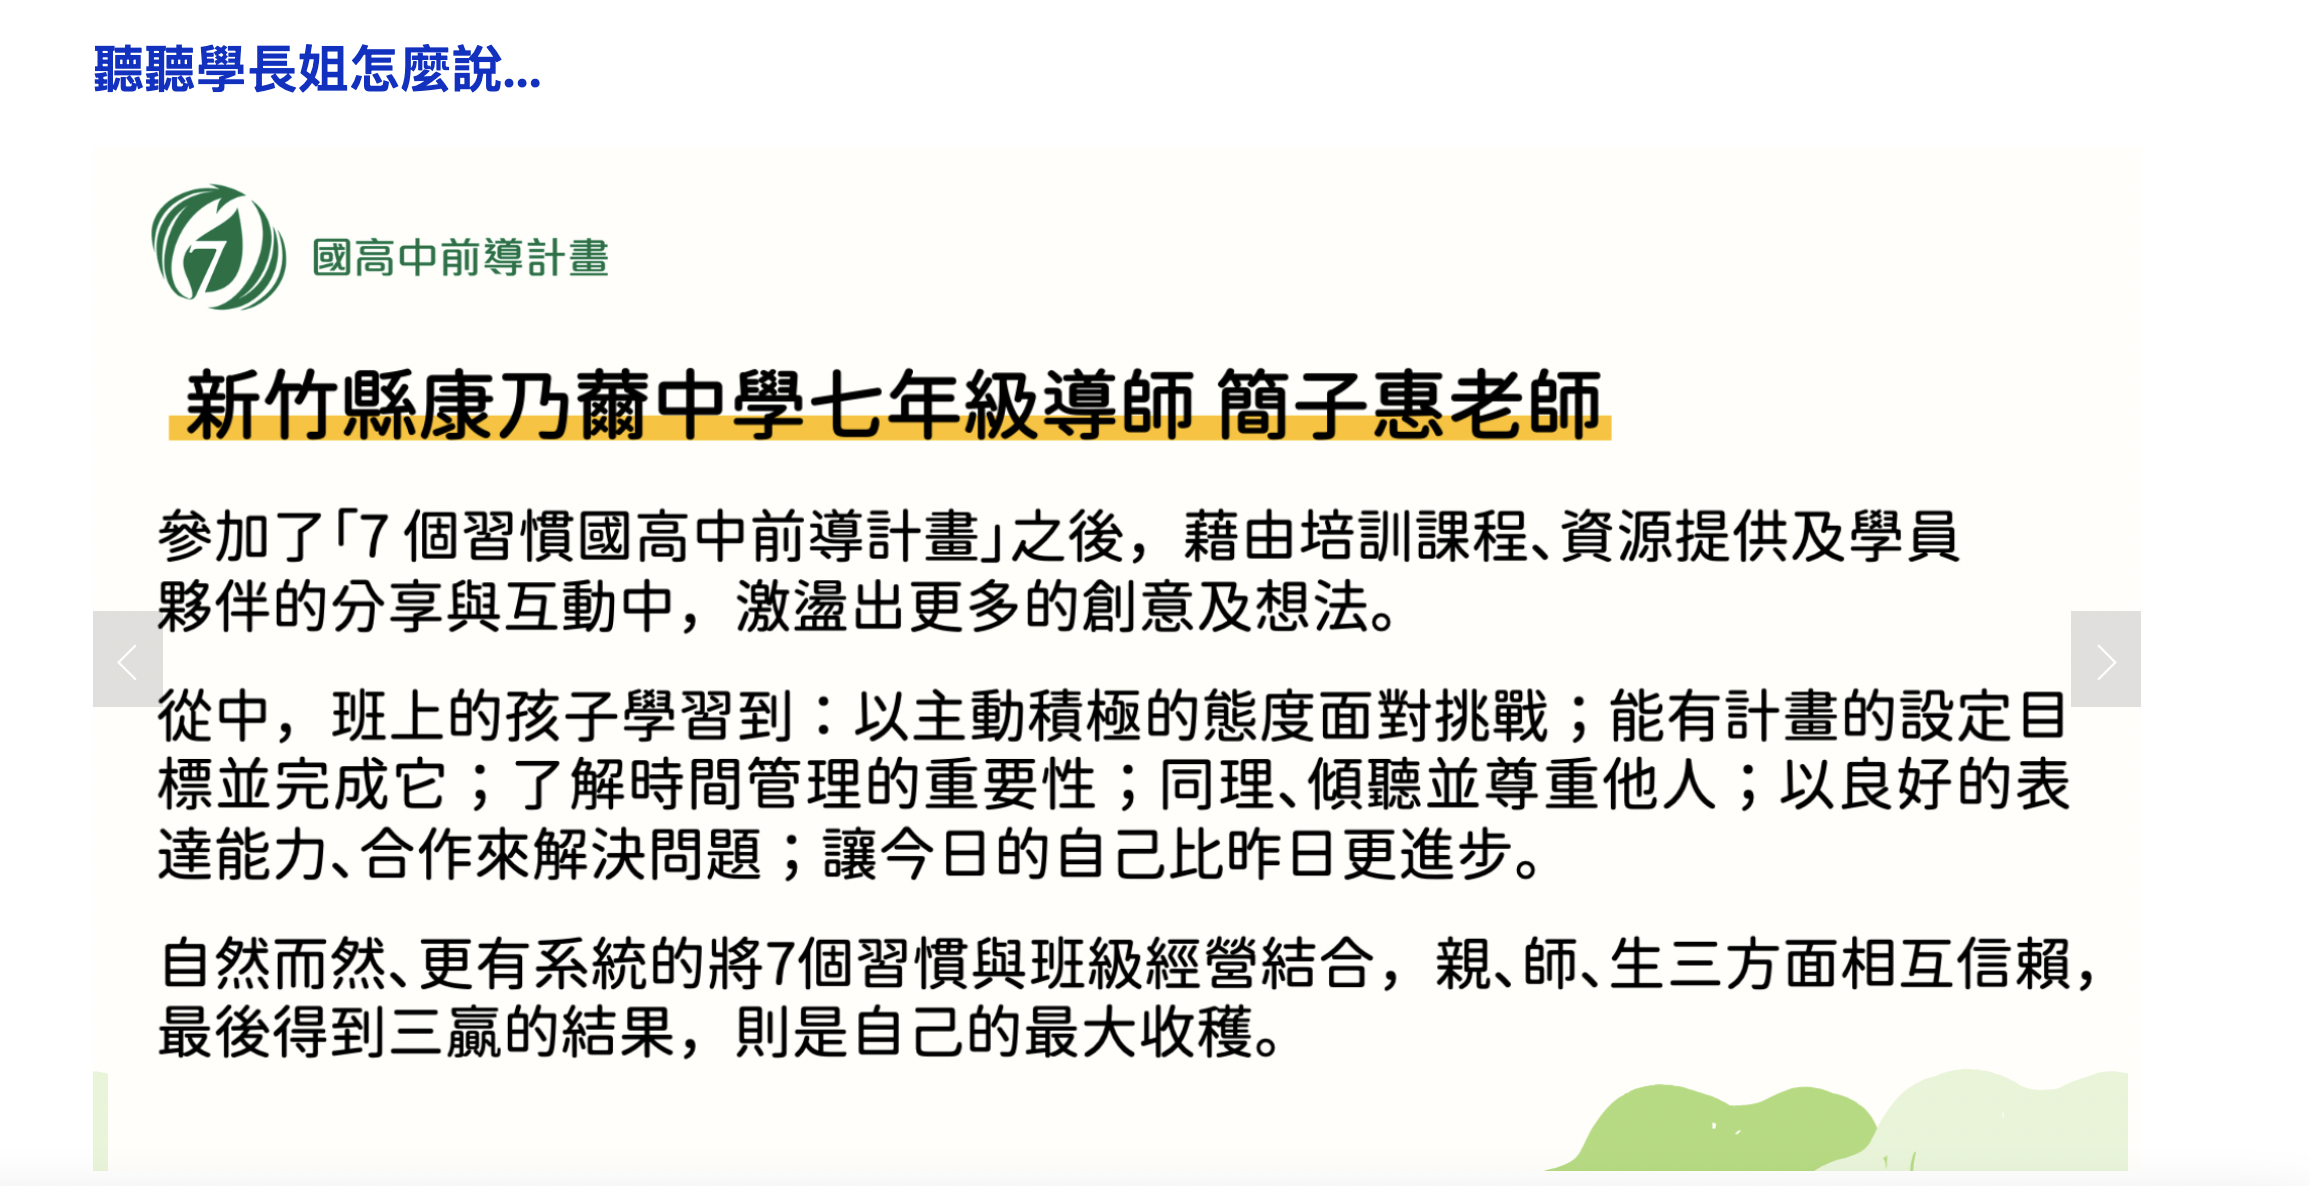 聽聽學長姐怎麼說...
7
國高中前導計畫
新竹縣康乃薾中學七年級導師 簡子惠老師
參加了「7 個習慣國高中前導計畫」之後，藉由培訓課程、資源提供及學員
夥伴的分享與互動中，激盪出更多的創意及想法。
從中，班上的孩子學習到：以主動積極的態度面對挑戰；能有計畫的設定目
標並完成它；了解時間管理的重要性；同理、傾聽並尊重他人；以良好的表
達能力、合作來解決問題；讓今日的自己比昨日更進步。
自然而然、更有系統的將7個習慣與班級經營結合，親、師、生三方面相互信賴，
最後得到三贏的結果，則是自己的最大收穫。